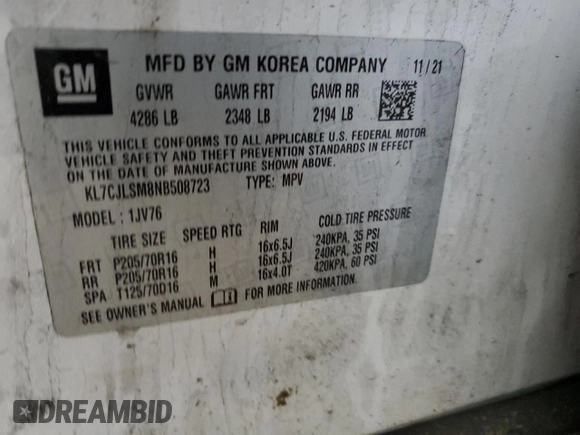 GM
MFD BY GM KOREA COMPANY 11/21
GVWR GAWR FRT GAWR RR
4286 LB 2348 LB 2194 LB
THIS VEHICLE CONFORMS TO ALL APPLICABLE U.S. FEDERAL MOTOR
VEHICLE SAFETY AND THEFT PREVENTION STANDARDS IN EFFECT
ON THE DATE OF MANUFACTURE SHOWN ABOVE.
KL7CJLSM8NB508723 TYPE: MPV
MODEL: 1JV76
TIRE SIZE SPEED RTG RIM COLD TIRE PRESSURE
FRT P205/70R16 H 16x6.5J 240KPA, 35 PSI
RR P205/70R16 H 16x6.5J 240KPA, 35 PSI
SPA T125/70D16 M 16x4.0T 420KPA, 60 PSI
SEE OWNER'S MANUAL FOR MORE INFORMATION.
DREAMBID